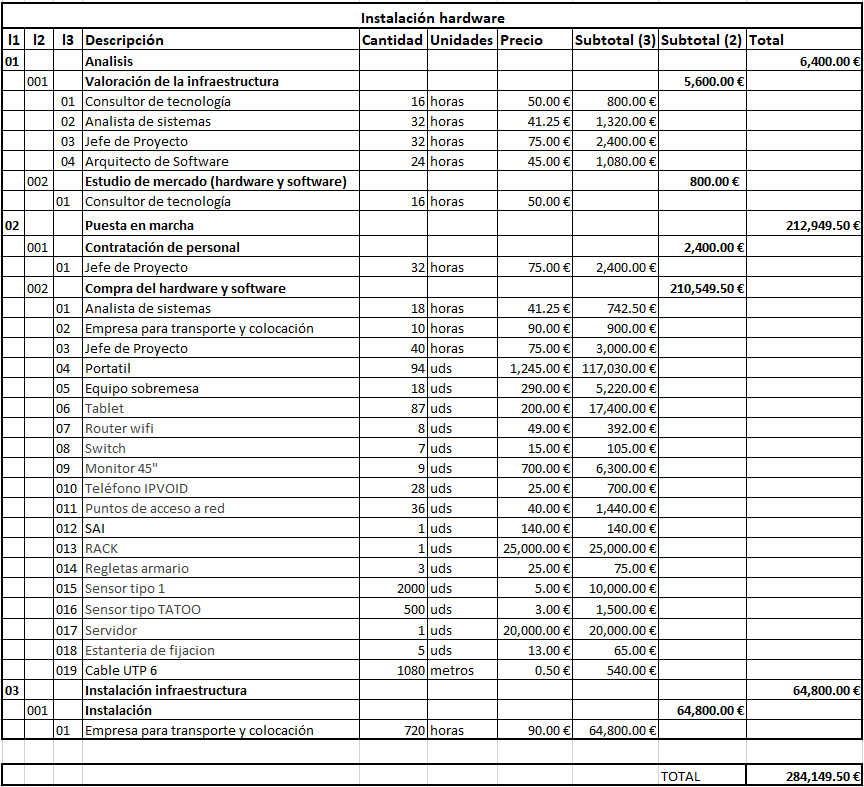 Instalación hardware
I1 I2 I3 Descripción Cantidad Unidades Precio Subtotal (3) Subtotal (2) Total
01 Analisis 6,400.00 €
001 Valoración de la infraestructura 5,600.00 €
01 Consultor de tecnología 16 horas 50.00 € 800.00 €
02 Analista de sistemas 32 horas 41.25 € 1,320.00 €
03 Jefe de Proyecto 32 horas 75.00 € 2,400.00 €
04 Arquitecto de Software 24 horas 45.00 € 1,080.00 €
002 Estudio de mercado (hardware y software) 800.00 €
01 Consultor de tecnología 16 horas 50.00 €
02 Puesta en marcha 212,949.50 €
001 Contratación de personal 2,400.00 €
01 Jefe de Proyecto 32 horas 75.00 € 2,400.00 €
002 Compra del hardware y software 210,549.50 €
01 Analista de sistemas 18 horas 41.25 € 742.50 €
02 Empresa para transporte y colocación 10 horas 90.00 € 900.00 €
03 Jefe de Proyecto 40 horas 75.00 € 3,000.00 €
04 Portatil 94 uds 1,245.00 € 117,030.00 €
05 Equipo sobremesa 18 uds 290.00 € 5,220.00 €
06 Tablet 87 uds 200.00 € 17,400.00 €
07 Router wifi 8 uds 49.00 € 392.00 €
08 Switch 7 uds 15.00 € 105.00 €
09 Monitor 45" 9 uds 700.00 € 6,300.00 €
010 Teléfono IPVOID 28 uds 25.00 € 700.00 €
011 Puntos de acceso a red 36 uds 40.00 € 1,440.00 €
012 SAI 1 uds 140.00 € 140.00 €
013 RACK 1 uds 25,000.00 € 25,000.00 €
014 Regletas armario 3 uds 25.00 € 75.00 €
015 Sensor tipo 1 2000 uds 5.00 € 10,000.00 €
016 Sensor tipo TATOO 500 uds 3.00 € 1,500.00 €
017 Servidor 1 uds 20,000.00 € 20,000.00 €
018 Estanteria de fijacion 5 uds 13.00 € 65.00 €
019 Cable UTP 6 1080 metros 0.50 € 540.00 €
03 Instalación infraestructura 64,800.00 €
001 Instalación 64,800.00 €
01 Empresa para transporte y colocación 720 horas 90.00 € 64,800.00 €
TOTAL 284,149.50 €